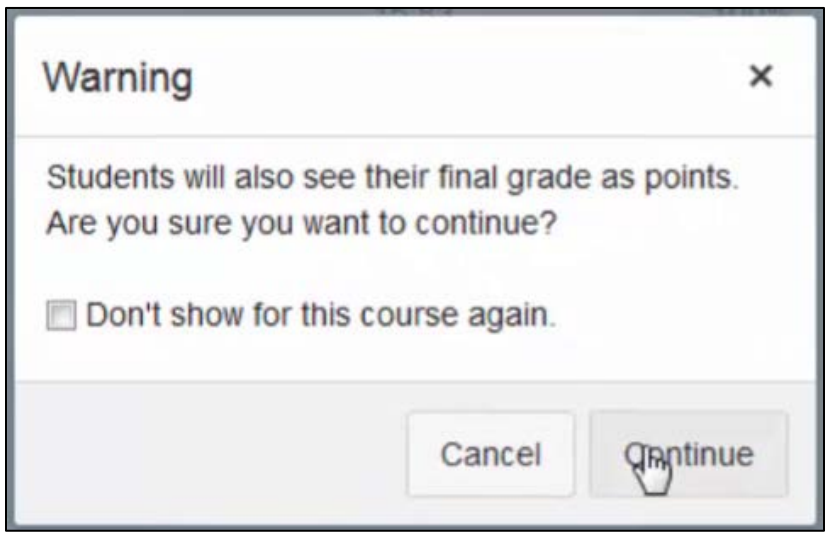 Warning
×
Students will also see their final grade as points.
Are you sure you want to continue?
Don't show for this course again.
Cancel
Continue